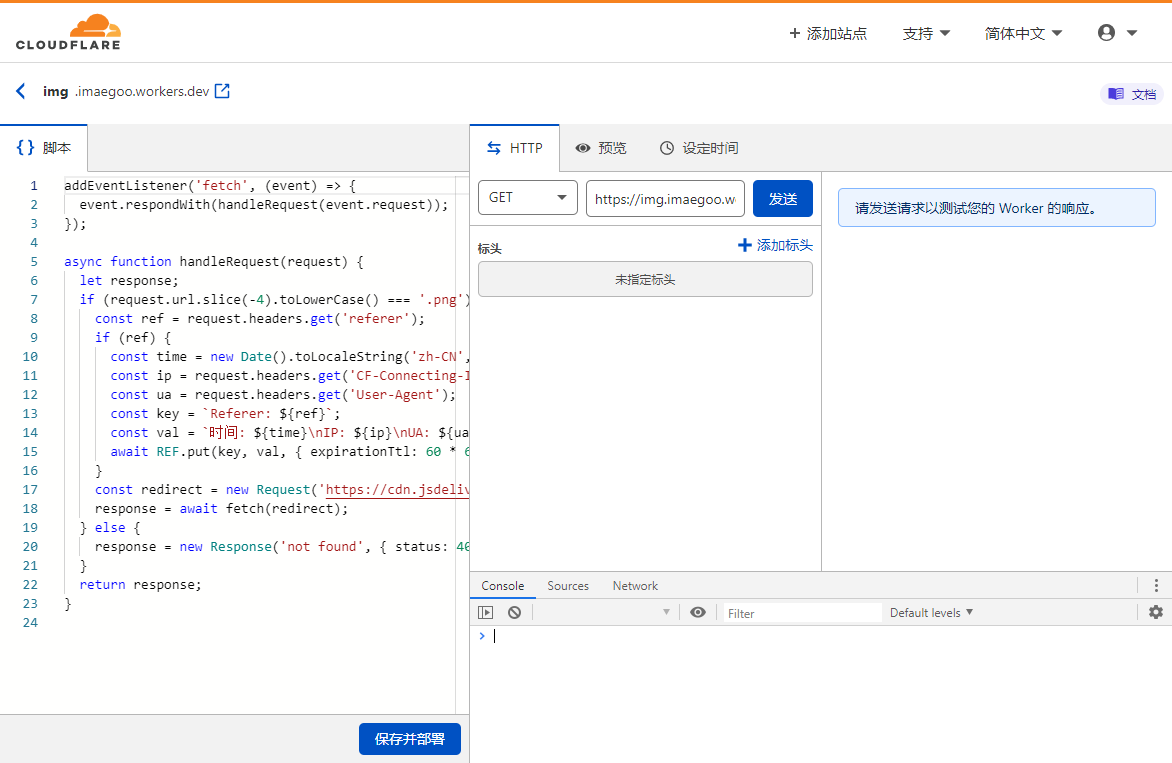 CLOUDFLARE
+ 添加站点
支持
简体中文
img .imaegoo.workers.dev
文档
{} 脚本
HTTP
预览
设定时间
1 addEventListener('fetch', (event) => {
2 event.respondWith(handleRequest(event.request));
3 });
4
5 async function handleRequest(request) {
6 let response;
7 if (request.url.slice(-4).toLowerCase() === '.png')
8 const ref = request.headers.get('referer');
9 if (ref) {
10 const time = new Date().toLocaleString('zh-CN',
11 const ip = request.headers.get('CF-Connecting-I
12 const ua = request.headers.get('User-Agent');
13 const key = `Referer: ${ref}`;
14 const val = `时间: ${time}\nIP: ${ip}\nUA: ${ua
15 await REF.put(key, val, { expirationTtl: 60 * 6
16 }
17 const redirect = new Request('https://cdn.jsdeliv
18 response = await fetch(redirect);
19 } else {
20 response = new Response('not found', { status: 40
21 }
22 return response;
23 }
24
保存并部署
GET
https://img.imaegoo.w
发送
标头
+ 添加标头
未指定标头
请发送请求以测试您的 Worker 的响应。
Console
Sources
Network
Filter
Default levels